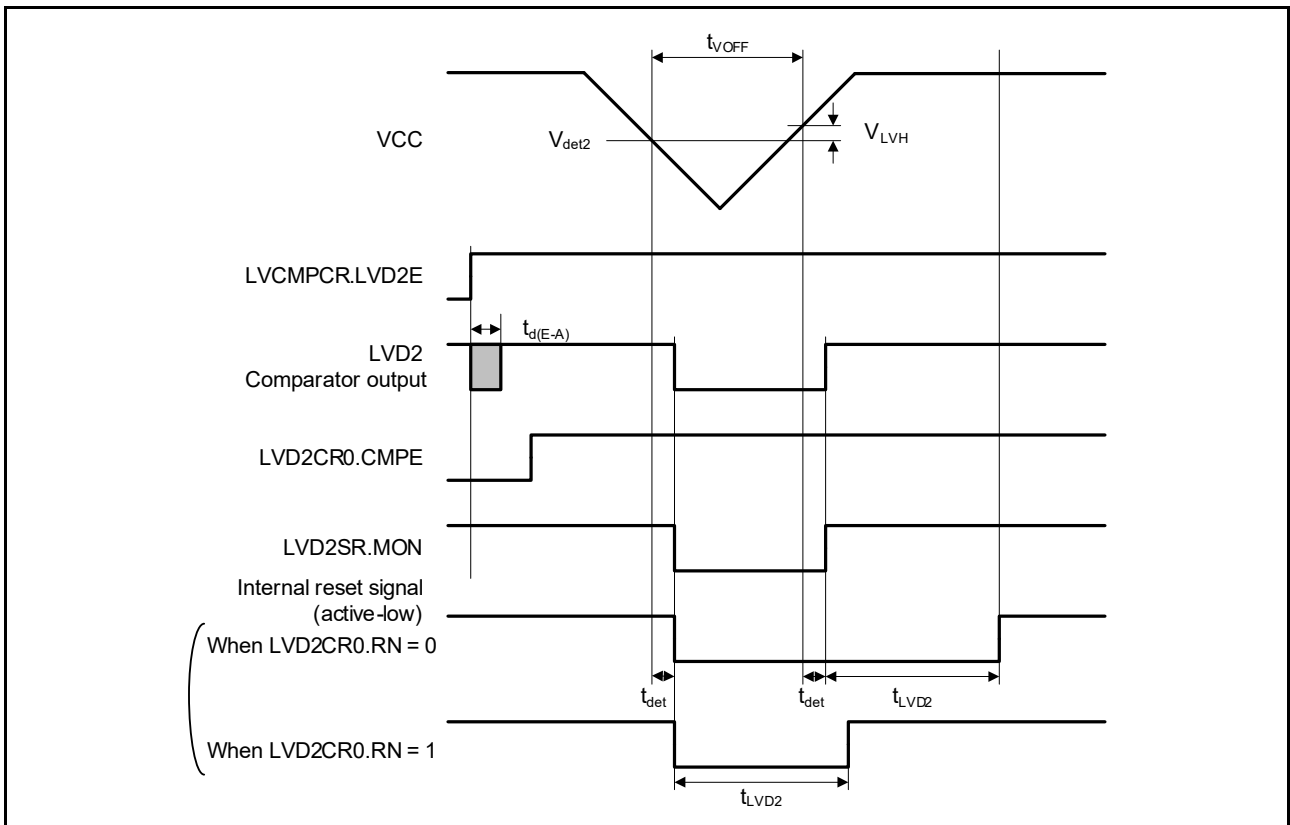 tVOFF
VCC
Vdet2
VLVH
LVCMPCR.LVD2E
td(E-A)
LVD2
Comparator output
LVD2CR0.CMPE
LVD2SR.MON
Internal reset signal
(active-low)
When LVD2CR0.RN = 0
tdet
tdet
tLVD2
When LVD2CR0.RN = 1
tLVD2